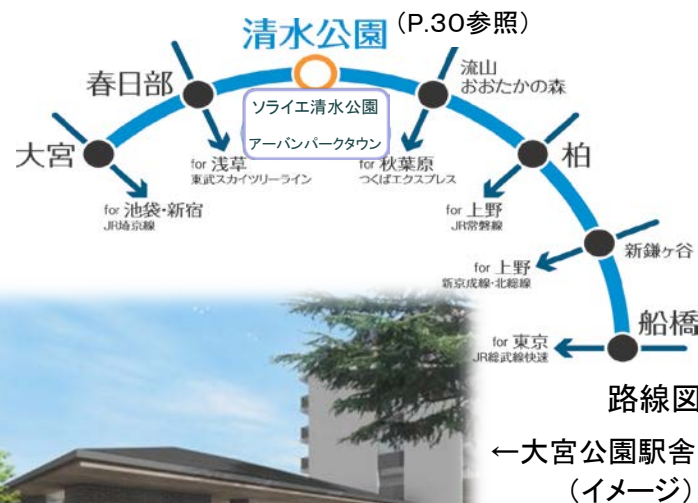 清水公園
(P.30参照)
春日部
流山
おおたかの森
ソライエ清水公園
アーバンパークタウン
大宮
for 浅草
東武スカイツリーライン
for 秋葉原
つくばエクスプレス
柏
for 池袋・新宿
JR埼京線
for 上野
JR常磐線
for 上野
新京成線・北総線
新鎌ヶ谷
船橋
for 東京
JR総武線快速
路線図
←大宮公園駅舎
(イメージ)